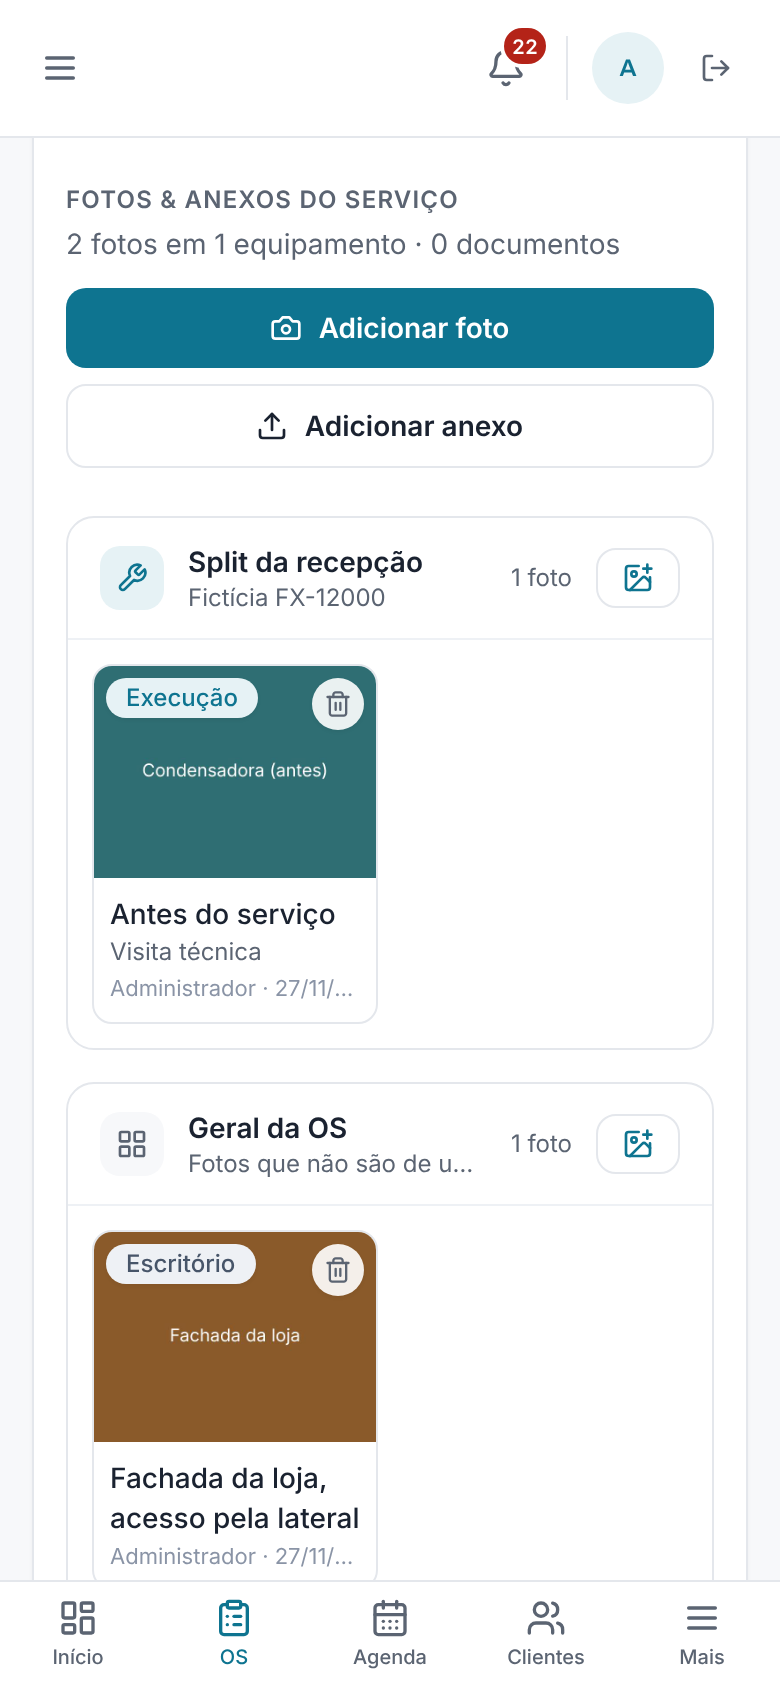 22
A
FOTOS & ANEXOS DO SERVIÇO
2 fotos em 1 equipamento · 0 documentos
Adicionar foto
Adicionar anexo
Split da recepção
Fictícia FX-12000
1 foto
Execução
Condensadora (antes)
Antes do serviço
Visita técnica
Administrador · 27/11/...
Geral da OS
Fotos que não são de u...
1 foto
Escritório
Fachada da loja
Fachada da loja,
acesso pela lateral
Administrador · 27/11/...
Início
OS
Agenda
Clientes
Mais